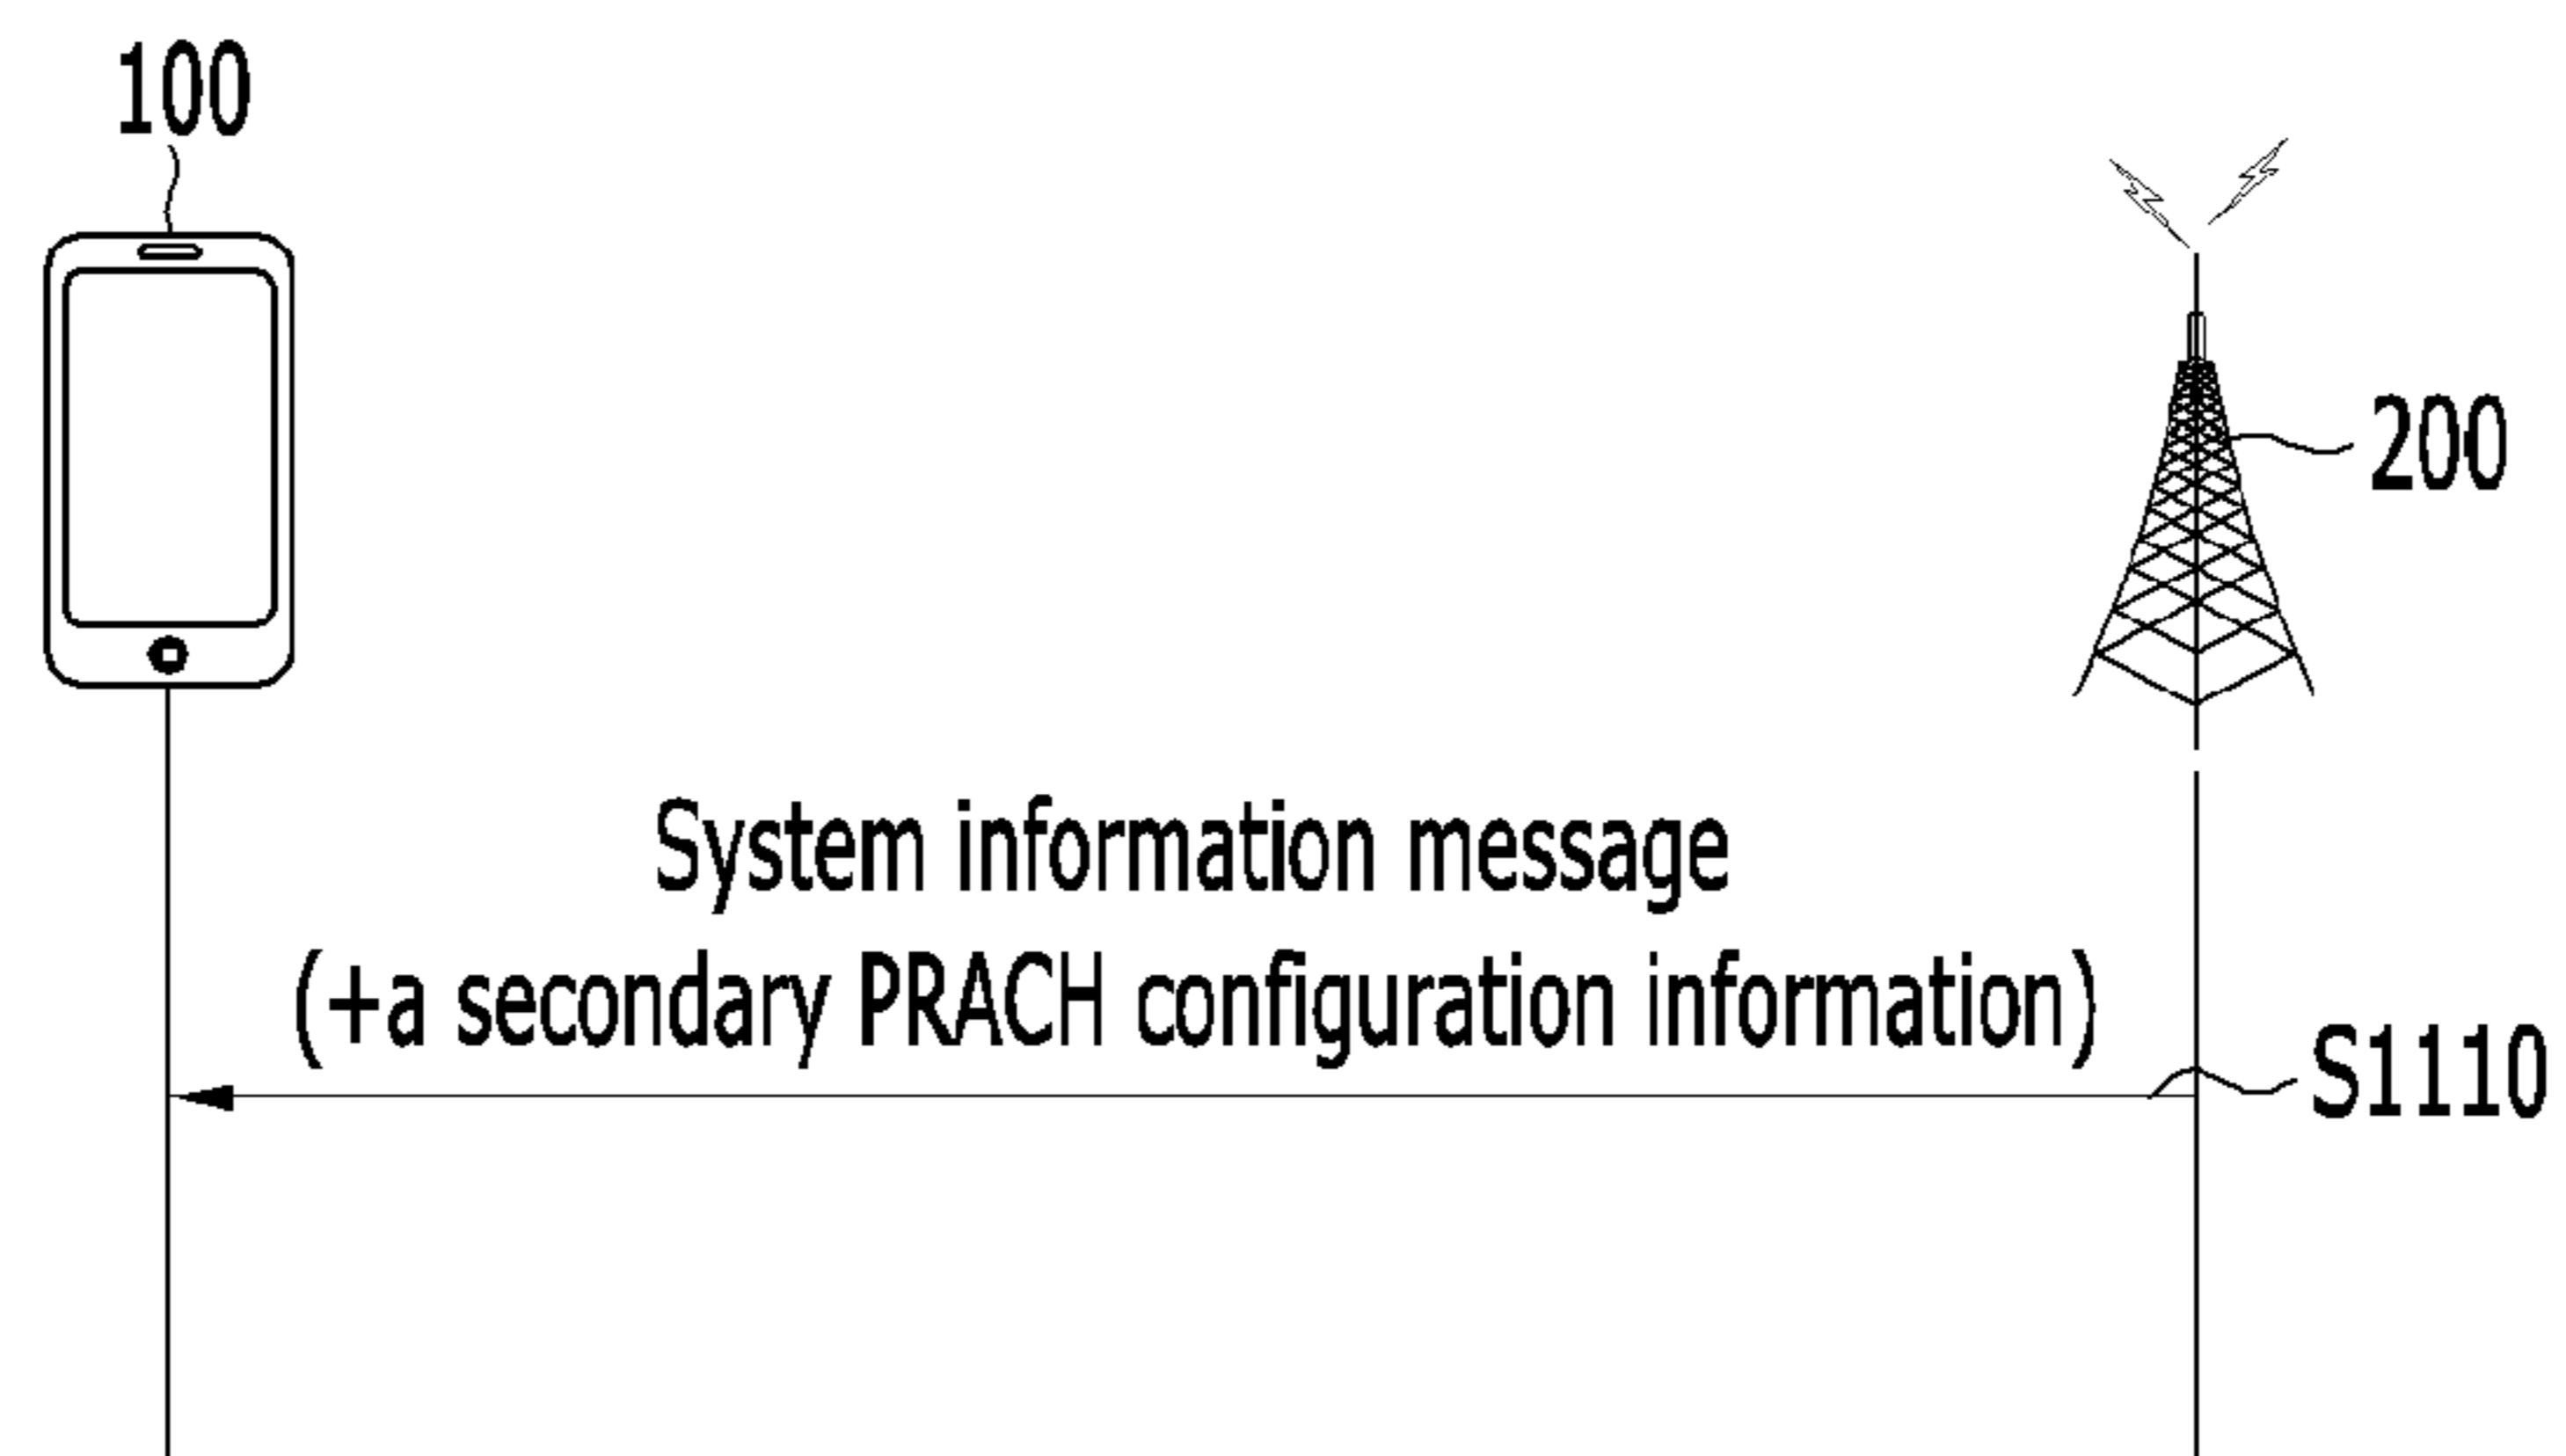 100
200
System information message
(+a secondary PRACH configuration information)
S1110